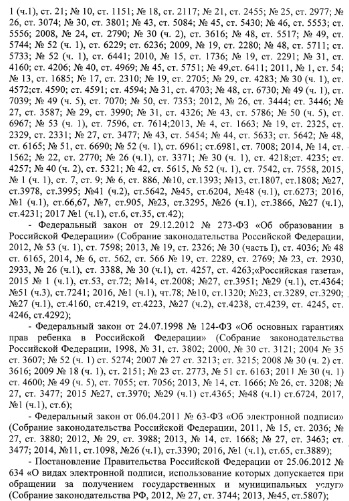 1 (ч.1), ст. 21; № 10, ст. 1151; № 18, ст. 2117; № 21, ст. 2455; № 25, ст. 2977; №
26, ст. 3074; № 30, ст. 3801; № 43, ст. 5084; № 45, ст. 5430; № 46, ст. 5553; ст.
5556; 2008, № 24, ст. 2790; № 30 (ч. 2), ст. 3616; № 48, ст. 5517; № 49, ст.
5744; № 52 (ч. 1), ст. 6229; ст. 6236; 2009, № 19, ст. 2280; № 48, ст. 5711; ст.
5733; № 52 (ч. 1), ст. 6441; 2010, № 15, ст. 1736; № 19, ст. 2291; № 31, ст.
4160; ст. 4206; № 40, ст. 4969; № 45, ст. 5751; № 49,ст. 6411; 2011, № 1, ст. 54;
№ 13, ст. 1685; № 17, ст. 2310; № 19, ст. 2705; № 29, ст. 4283; № 30 (ч. 1), ст.
4572;ст. 4590; ст. 4591; ст. 4594; № 31, ст. 4703; № 48, ст. 6730; № 49 (ч. 1), ст.
7039; № 49 (ч. 5), ст. 7070; № 50, ст. 7353; 2012, № 26, ст. 3444; ст. 3446; №
27, ст. 3587; № 29, ст. 3990; № 31, ст. 4326; № 43, ст. 5786; № 50 (ч. 5), ст.
6967; № 53 (ч. 1), ст. 7596, ст. 7614;2013, № 4, ст. 1663; № 19, ст. 2325, ст.
2329, ст. 2331; № 27, ст. 3477; № 43, ст. 5454; № 44, ст. 5633; ст. 5642; № 48,
ст. 6165; № 51, ст. 6690; № 52 (ч. 1), ст. 6961; ст.6981, ст. 7008; 2014, № 14, ст.
1562; № 22, ст. 2770; № 26 (ч.1), ст. 3371; № 30 (ч. 1), ст. 4218;ст. 4235; ст.
4257; № 40 (ч. 2), ст. 5321; № 42, ст. 5615, № 52 (ч. 1), ст. 7542, ст. 7558, 2015,
№ 1 (ч. 1), ст. 7, ст. 9; № 6, ст. 886, №10, ст.1393; №13, ст.1807, ст.1808; №27,
ст.3978, ст.3995; №41 (ч.2), ст.5642, №45, ст.6204, №48 (ч.1), ст.6273; 2016,
№1 (ч.1), ст.66,67, №7, ст.905, №23, ст.3295, №26 (ч.1), ст.3866, №27 (ч.1),
ст.4231; 2017 №1 (ч.1), ст.6, ст.35, ст.42);
- Федеральный закон от 29.12.2012 № 273-ФЗ «Об образовании в
Российской Федерации» (Собрание законодательства Российской Федерации,
2012, № 53 (ч. 1), ст. 7598; 2013, № 19, ст. 2326; № 30 (часть I), ст. 4036; № 48
ст. 6165, 2014, № 6, ст. 562, ст. 566 № 19, ст. 2289, ст. 2769; № 23, ст. 2930,
2933, № 26 (ч.1), ст. 3388, № 30 (ч.1), ст. 4257, ст. 4263;«Российская газета»,
2015 № 1 (ч.1), ст.53, ст.72; №14, ст.2008; №27, ст.3951; №29 (ч.1), ст.4364;
№51 (ч.3), ст.7241; 2016, №1 (ч.1), чт.78; №10, ст.1320; №23, ст.3289, ст.3290;
№27 (ч.1), ст.4160, ст.4219, ст.4223, №27 (ч.2), ст.4238, ст.4239, ст. 4245, ст.
4246, ст.4292);
- Федеральный закон от 24.07.1998 № 124-ФЗ «Об основных гарантиях
прав ребенка в Российской Федерации» (Собрание законодательства
Российской Федерации, 1998, № 31, ст. 3802; 2000, № 30, ст. 3121; 2004 № 35
ст. 3607; № 52 (ч. 1) ст. 5274; 2007 № 27 ст. 3213; ст. 3215; 2008 № 30 (ч. 2) ст.
3616; 2009 № 18 (ч. 1), ст. 2151; № 23 ст. 2773, № 51 ст. 6163; 2011 № 30 (ч. 1)
ст. 4600; № 49 (ч. 5), ст. 7055; ст. 7056; 2013, № 14, ст. 1666; № 26, ст. 3208; №
27, ст. 3477; 2015 №27, ст.3970; №29 (ч.1) ст.4365; №48 (ч.1) ст.6724, 2017,
№1 (ч.1), ст.6);
- Федеральный закон от 06.04.2011 № 63-ФЗ «Об электронной подписи»
(Собрание законодательства Российской Федерации, 2011, № 15, ст. 2036; №
27, ст. 3880; 2012, № 29, ст. 3988; 2013, № 14, ст. 1668; № 27, ст. 3463; ст.
3477; 2014, №11, ст.1098, №26 (ч.1), ст.3390; 2016, №1 (ч.1), ст.65, ст.3889);
- Постановление Правительства Российской Федерации от 25.06.2012 №
634 «О видах электронной подписи, использование которых допускается при
обращении за получением государственных и муниципальных услуг»
(Собрание законодательства РФ, 2012, № 27, ст. 3744; 2013, №45, ст.5807);